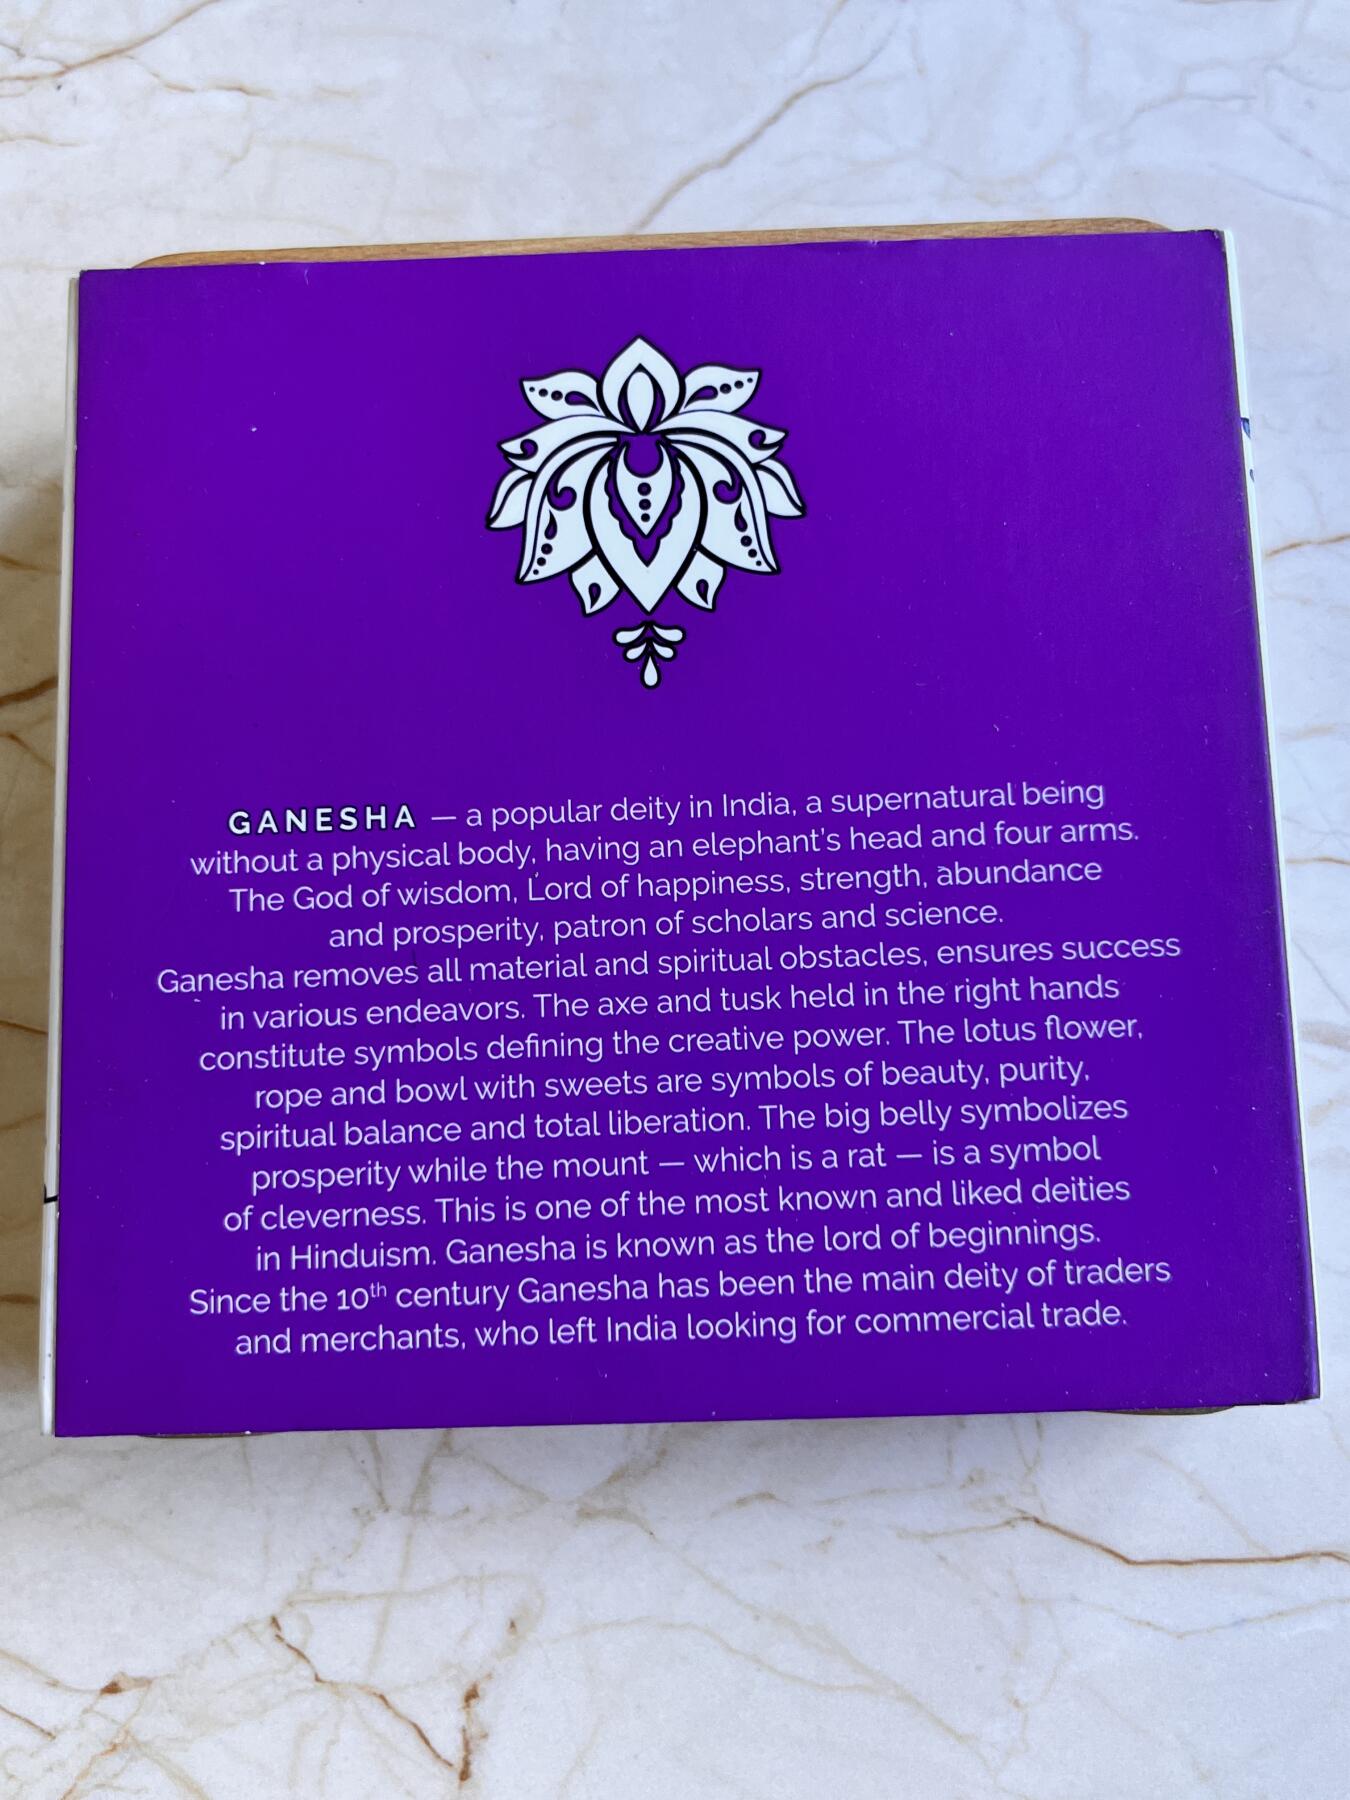 GANESHA — a popular deity in India, a supernatural being
without a physical body, having an elephant's head and four arms.
The God of wisdom, Lord of happiness, strength, abundance
and prosperity, patron of scholars and science.
Ganesha removes all material and spiritual obstacles, ensures success
in various endeavors. The axe and tusk held in the right hands
constitute symbols defining the creative power. The lotus flower,
rope and bowl with sweets are symbols of beauty, purity,
spiritual balance and total liberation. The big belly symbolizes
prosperity while the mount — which is a rat — is a symbol
of cleverness. This is one of the most known and liked deities
in Hinduism. Ganesha is known as the lord of beginnings.
Since the 10th century Ganesha has been the main deity of traders
and merchants, who left India looking for commercial trade.